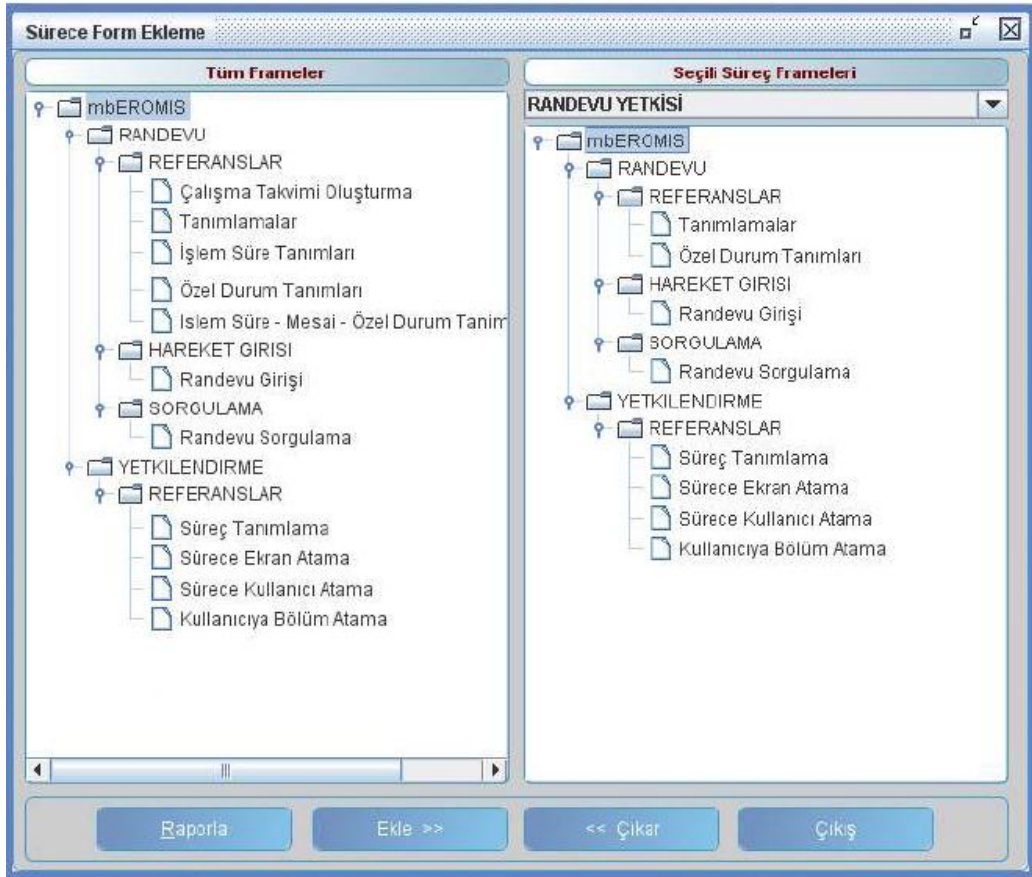 Sürece Form Ekleme
Tüm Frameler
mbEROMIS
RANDEVU
REFERANSLAR
Çalışma Takvimi Oluşturma
Tanımlamalar
İşlem Süre Tanımları
Özel Durum Tanımları
Islem Süre - Mesai - Özel Durum Tanim
HAREKET GIRISI
Randevu Girişi
SORGULAMA
Randevu Sorgulama
YETKILENDIRME
REFERANSLAR
Süreç Tanımlama
Sürece Ekran Atama
Sürece Kullanıcı Atama
Kullanıcıya Bölüm Atama
Seçili Süreç Frameleri
RANDEVU YETKİSİ
mbEROMIS
RANDEVU
REFERANSLAR
Tanımlamalar
Özel Durum Tanımları
HAREKET GIRISI
Randevu Girişi
SORGULAMA
Randevu Sorgulama
YETKILENDIRME
REFERANSLAR
Süreç Tanımlama
Sürece Ekran Atama
Sürece Kullanıcı Atama
Kullanıcıya Bölüm Atama
Raporla
Ekle >>
<< Çıkar
Çıkış